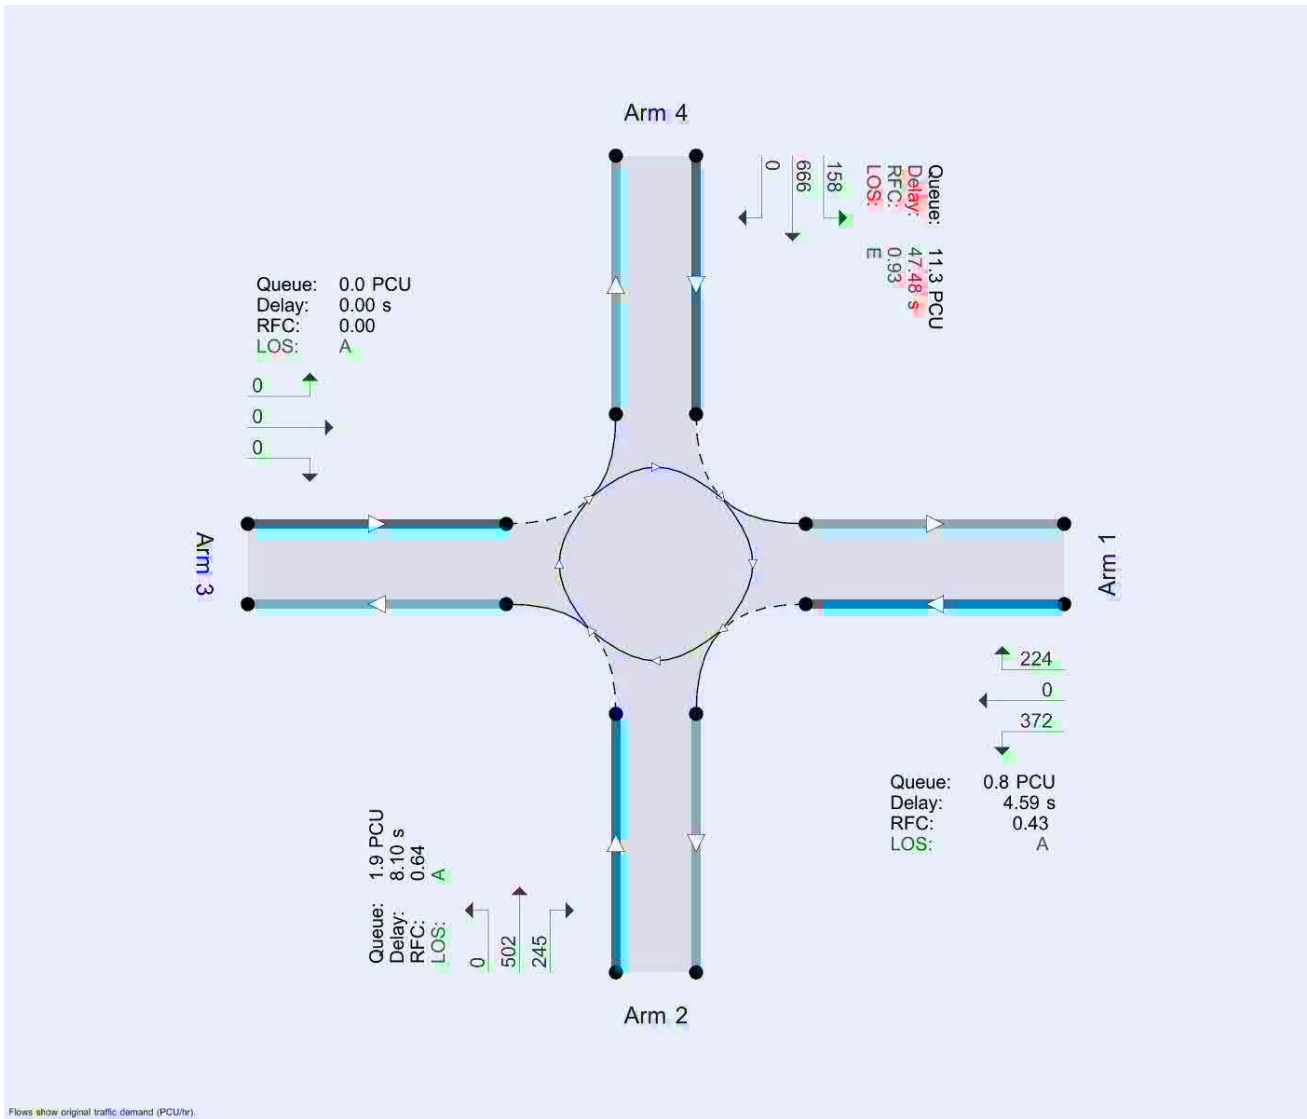 Arm 4
0
666
158
Queue: 11.3 PCU
Delay: 47.48 s
RFC: 0.93
LOS: E
Queue: 0.0 PCU
Delay: 0.00 s
RFC: 0.00
LOS: A
0
0
0
Arm 3
Arm 1
224
0
372
Queue: 0.8 PCU
Delay: 4.59 s
RFC: 0.43
LOS: A
Queue: 1.9 PCU
Delay: 8.10 s
RFC: 0.64
LOS: A
0
502
245
Arm 2
Flows show original traffic demand (PCU/hr).